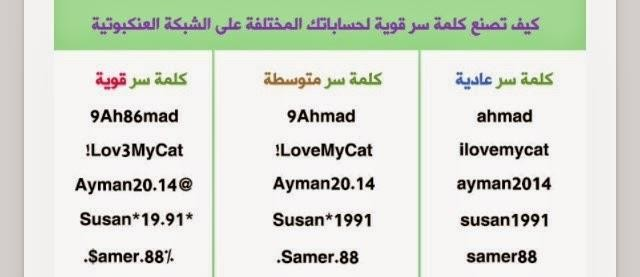 كيف تصنع كلمة سر قوية لحساباتك المختلفة على الشبكة العنكبوتية
كلمة سر عادية	كلمة سر متوسطة	كلمة سر قوية
ahmad	9Ahmad	9Ah86mad
ilovemycat	!LoveMyCat	!Lov3MyCat
ayman2014	Ayman20.14	Ayman20.14@
susan1991	Susan*1991	Susan*19.91*
samer88	.Samer.88	.$amer.88٪